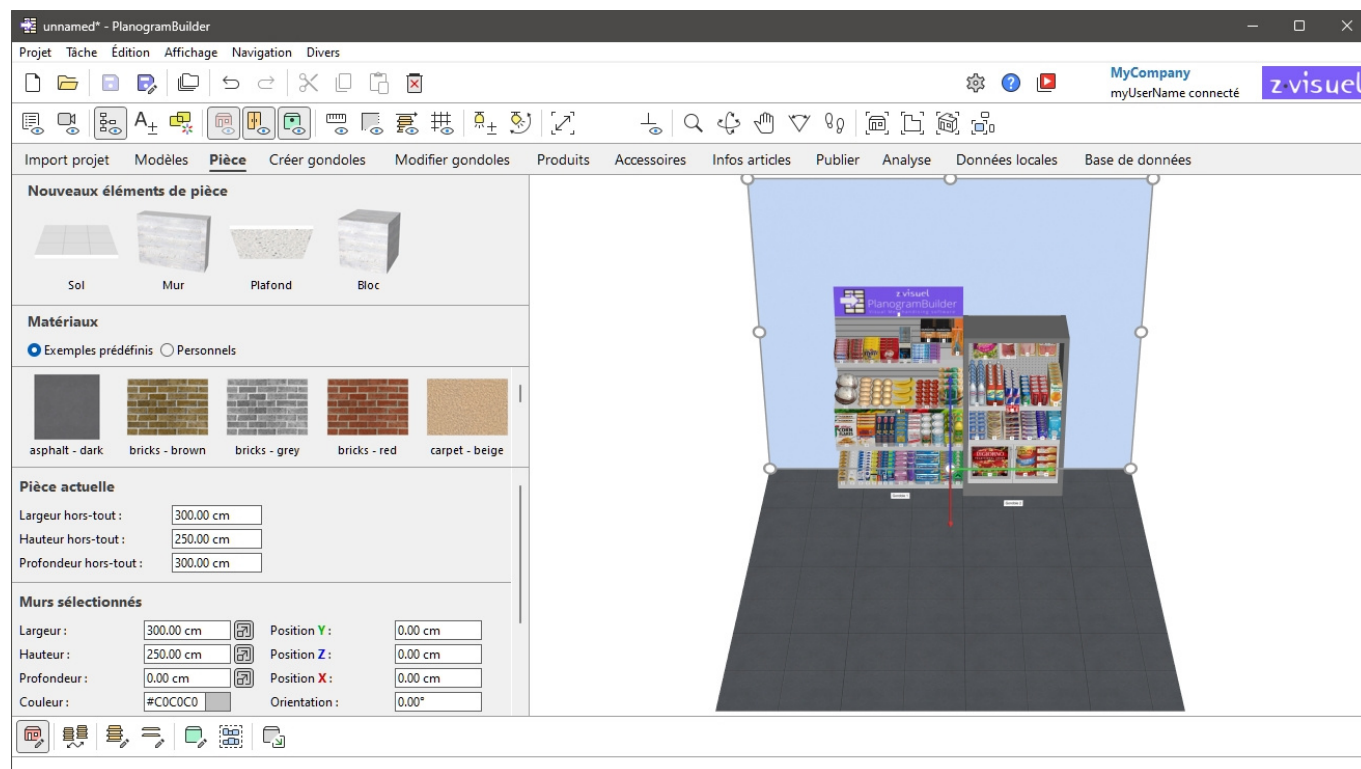 unnamed* - PlanogramBuilder
Projet Tâche Édition Affichage Navigation Divers
MyCompany
myUserName connecté
z·visuel
Import projet Modèles Pièce Créer gondoles Modifier gondoles Produits Accessoires Infos articles Publier Analyse Données locales Base de données
Nouveaux éléments de pièce
Sol Mur Plafond Bloc
Matériaux
Exemples prédéfinis Personnels
asphalt - dark bricks - brown bricks - grey bricks - red carpet - beige
Pièce actuelle
Largeur hors-tout : 300.00 cm
Hauteur hors-tout : 250.00 cm
Profondeur hors-tout : 300.00 cm
Murs sélectionnés
Largeur : 300.00 cm Position Y : 0.00 cm
Hauteur : 250.00 cm Position Z : 0.00 cm
Profondeur : 0.00 cm Position X : 0.00 cm
Couleur : #C0C0C0 Orientation : 0.00°
z·visuel
PlanogramBuilder
DIGIORNO